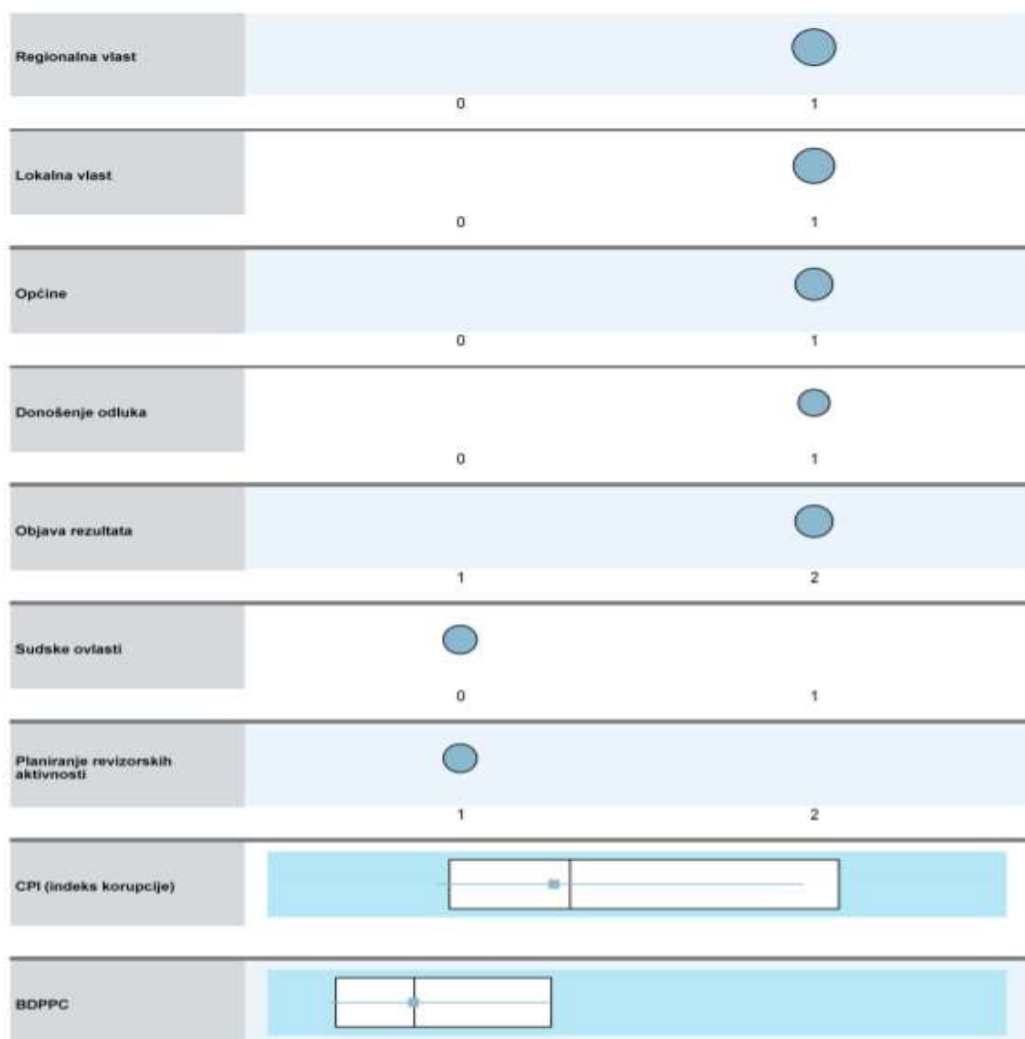 Regionalna vlast
0 1
Lokalna vlast
0 1
Općine
0 1
Donošenje odluka
0 1
Objava rezultata
1 2
Sudske ovlasti
0 1
Planiranje revizorskih
aktivnosti
1 2
CPI (indeks korupcije)
BDPPC